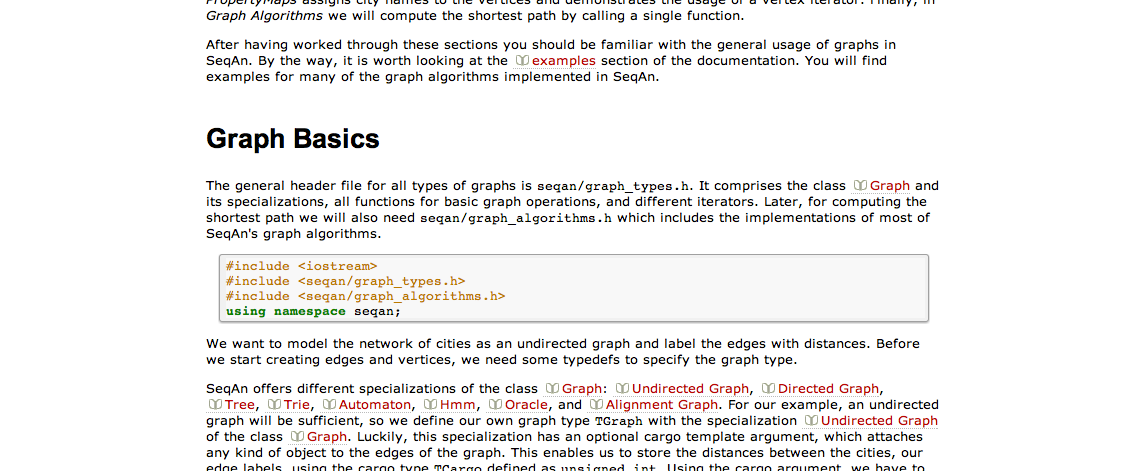 PropertyMaps assigns city names to the vertices and demonstrates the usage of a vertex iterator. Finally, in
Graph Algorithms we will compute the shortest path by calling a single function.
After having worked through these sections you should be familiar with the general usage of graphs in
SeqAn. By the way, it is worth looking at the examples section of the documentation. You will find
examples for many of the graph algorithms implemented in SeqAn.
Graph Basics
The general header file for all types of graphs is seqan/graph_types.h. It comprises the class Graph and
its specializations, all functions for basic graph operations, and different iterators. Later, for computing the
shortest path we will also need seqan/graph_algorithms.h which includes the implementations of most of
SeqAn's graph algorithms.
#include <iostream>
#include <seqan/graph_types.h>
#include <seqan/graph_algorithms.h>
using namespace seqan;
We want to model the network of cities as an undirected graph and label the edges with distances. Before
we start creating edges and vertices, we need some typedefs to specify the graph type.
SeqAn offers different specializations of the class Graph: Undirected Graph, Directed Graph,
Tree, Trie, Automaton, Hmm, Oracle, and Alignment Graph. For our example, an undirected
graph will be sufficient, so we define our own graph type TGraph with the specialization Undirected Graph
of the class Graph. Luckily, this specialization has an optional cargo template argument, which attaches
any kind of object to the edges of the graph. This enables us to store the distances between the cities, our
edge labels, using the cargo type TCargo defined as unsigned int. Using the cargo argument, we have to